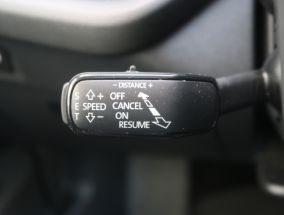 − DISTANCE +
S + OFF
E SPEED CANCEL
T − ON
RESUME